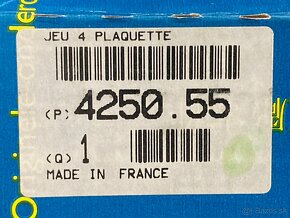 JEU 4 PLAQUETTE
(P) 4250.55
(Q) 1
MADE IN FRANCE